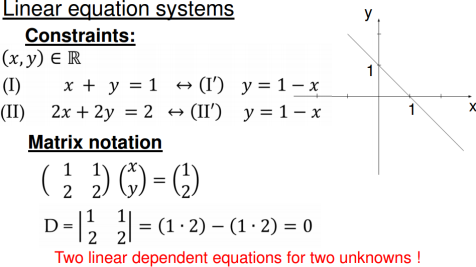 Linear equation systems
Constraints:
(x,y) ∈ ℝ
(I) x + y = 1 ↔ (I′) y = 1 − x
(II) 2x + 2y = 2 ↔ (II′) y = 1 − x
Matrix notation
(1 1
2 2) (x
y) = (1
2)
D = |1 1
2 2| = (1 · 2) − (1 · 2) = 0
Two linear dependent equations for two unknowns !
y
1
1
x